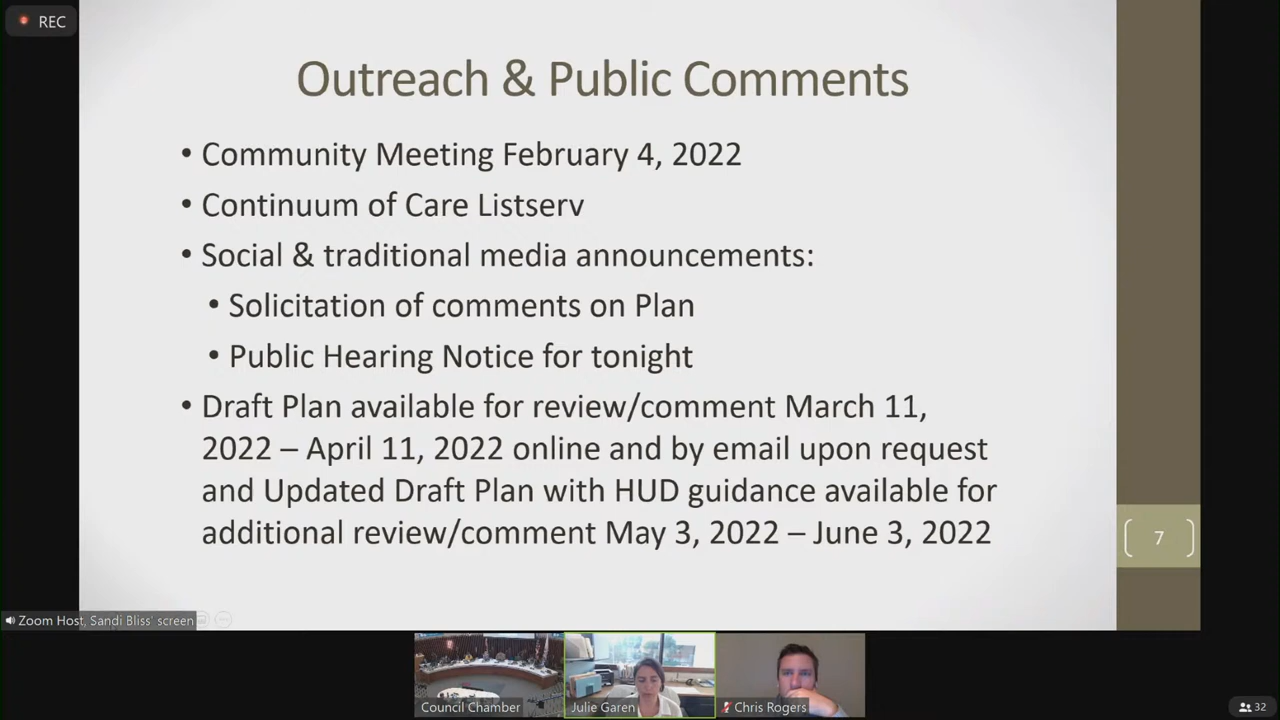 REC
Outreach & Public Comments
• Community Meeting February 4, 2022
• Continuum of Care Listserv
• Social & traditional media announcements:
• Solicitation of comments on Plan
• Public Hearing Notice for tonight
• Draft Plan available for review/comment March 11,
2022 – April 11, 2022 online and by email upon request
and Updated Draft Plan with HUD guidance available for
additional review/comment May 3, 2022 – June 3, 2022
7
Zoom Host, Sandi Bliss' screen
Council Chamber
Julie Garen
Chris Rogers
32